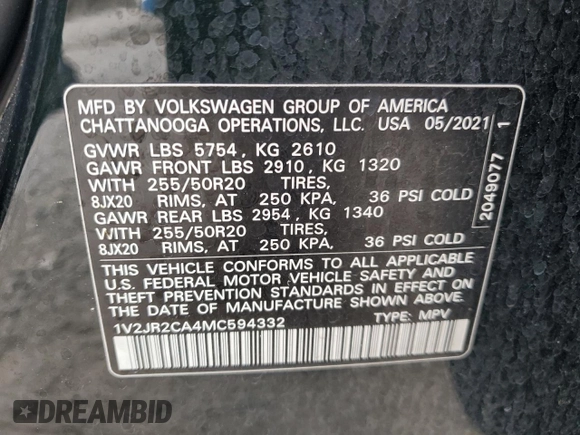 MFD BY VOLKSWAGEN GROUP OF AMERICA
CHATTANOOGA OPERATIONS, LLC. USA 05/2021
GVWR LBS 5754, KG 2610
GAWR FRONT LBS 2910, KG 1320
WITH 255/50R20 TIRES,
8JX20 RIMS, AT 250 KPA, 36 PSI COLD
GAWR REAR LBS 2954, KG 1340
WITH 255/50R20 TIRES,
8JX20 RIMS, AT 250 KPA, 36 PSI COLD
THIS VEHICLE CONFORMS TO ALL APPLICABLE
U.S. FEDERAL MOTOR VEHICLE SAFETY AND
THEFT PREVENTION STANDARDS IN EFFECT ON
THE DATE OF MANUFACTURE SHOWN ABOVE.
1V2JR2CA4MC594332 TYPE: MPV
2049077 1
DREAMBID